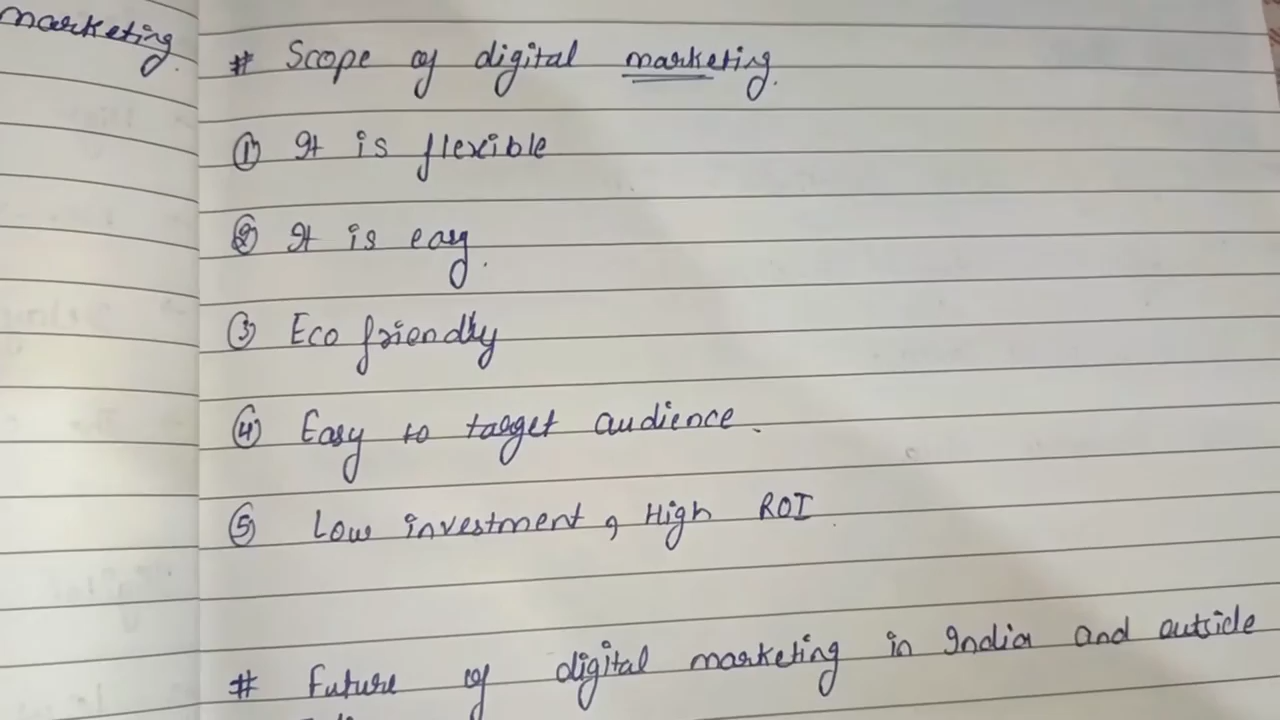 marketing.
# Scope of digital marketing.
① It is flexible
② It is easy.
③ Eco friendly
④ Easy to target audience.
⑤ Low investment, High ROI.
# Future of digital marketing in India and outside